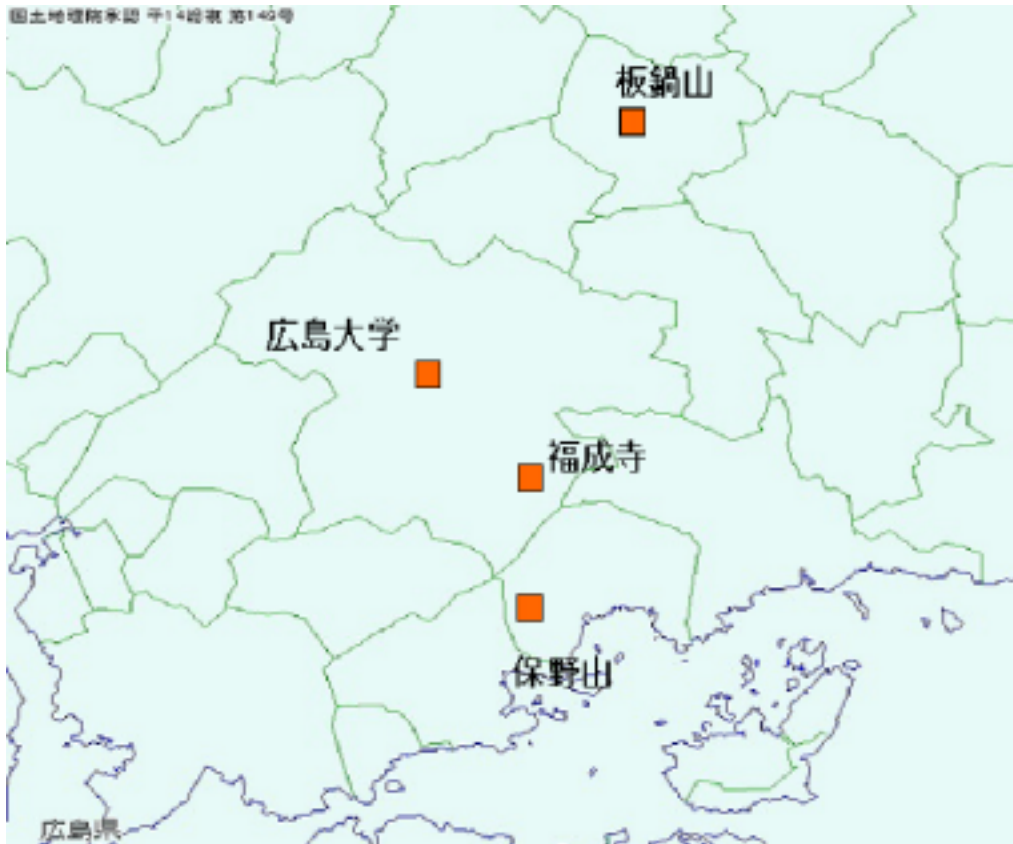 国土地理院承認 平14総複 第149号
板鍋山
広島大学
福成寺
保野山
広島県